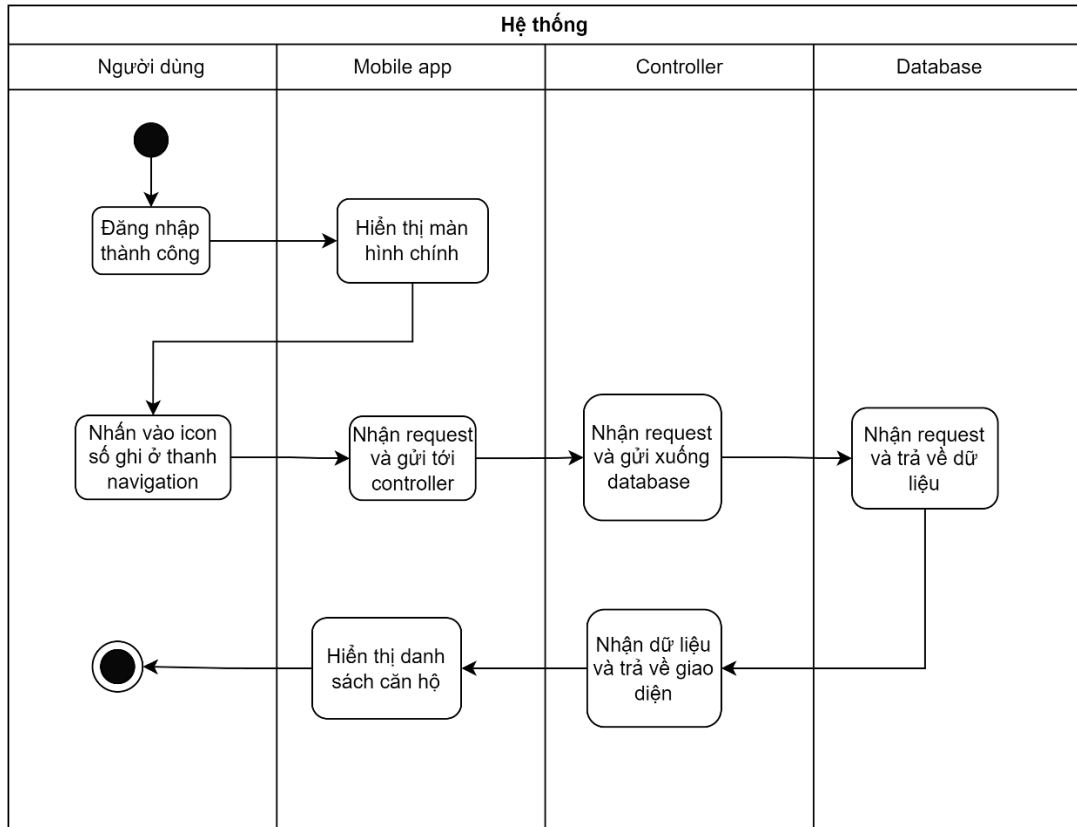 Hệ thống
Người dùng
Mobile app
Controller
Database
Đăng nhập
thành công
Hiển thị màn
hình chính
Nhấn vào icon
số ghi ở thanh
navigation
Nhận request
và gửi tới
controller
Nhận request
và gửi xuống
database
Nhận request
và trả về dữ
liệu
Hiển thị danh
sách căn hộ
Nhận dữ liệu
và trả về giao
diện